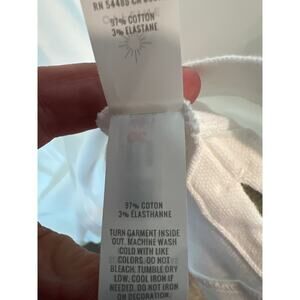 97% COTTON
3% ELASTANE
97% COTON
3% ELASTHANNE
TURN GARMENT INSIDE
OUT. MACHINE WASH
COLD WITH LIKE
COLORS. DO NOT
BLEACH. TUMBLE DRY
LOW. COOL IRON IF
NEEDED. DO NOT IRON
ON DECORATION.